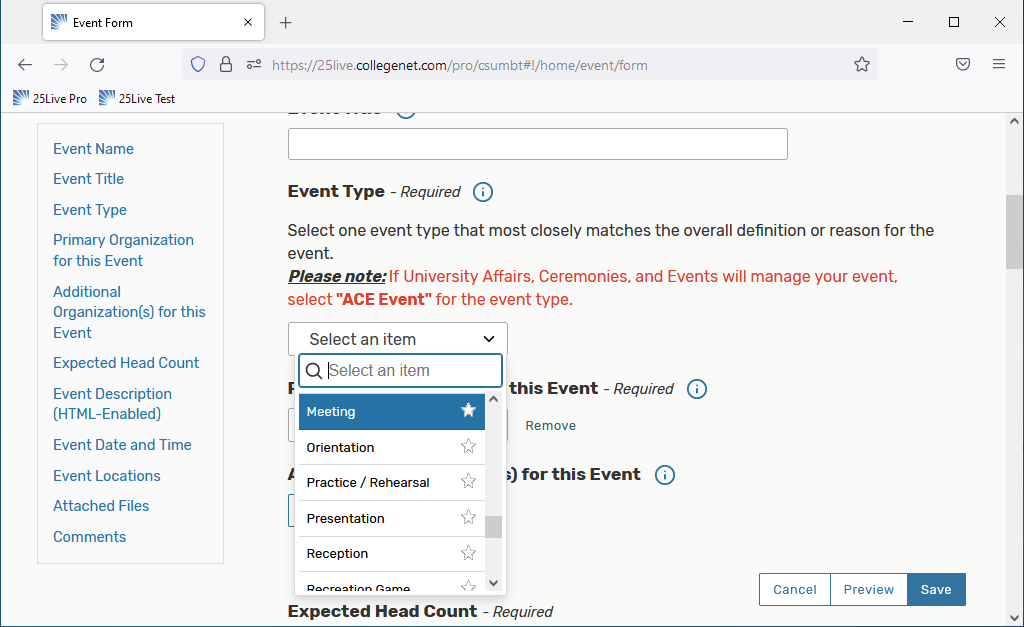 Event Form
https://25live.collegenet.com/pro/csumbt#!/home/event/form
25Live Pro
25Live Test
Event Name
Event Title
Event Type
Primary Organization
for this Event
Additional
Organization(s) for this
Event
Expected Head Count
Event Description
(HTML-Enabled)
Event Date and Time
Event Locations
Attached Files
Comments
Event Title
Event Type - Required
Select one event type that most closely matches the overall definition or reason for the
event.
Please note: If University Affairs, Ceremonies, and Events will manage your event,
select "ACE Event" for the event type.
Select an item
Select an item
Meeting
Orientation
Practice / Rehearsal
Presentation
Reception
Recreation Game
this Event - Required
Remove
s) for this Event
Expected Head Count - Required
Cancel
Preview
Save